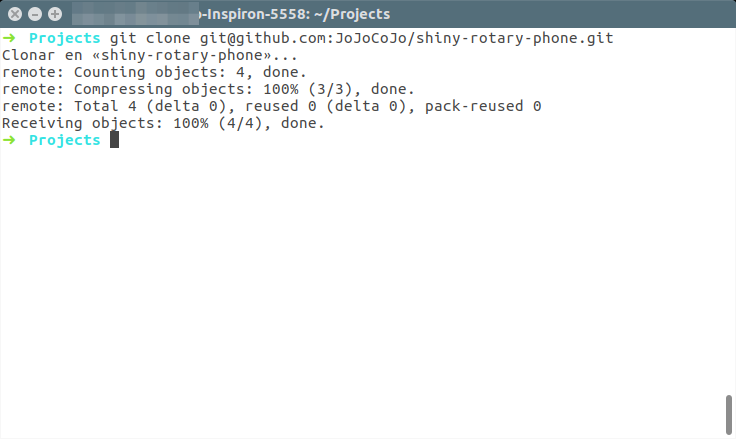 o-Inspiron-5558: ~/Projects
➜ Projects git clone git@github.com:JoJoCoJo/shiny-rotary-phone.git
Clonar en «shiny-rotary-phone»...
remote: Counting objects: 4, done.
remote: Compressing objects: 100% (3/3), done.
remote: Total 4 (delta 0), reused 0 (delta 0), pack-reused 0
Receiving objects: 100% (4/4), done.
➜ Projects